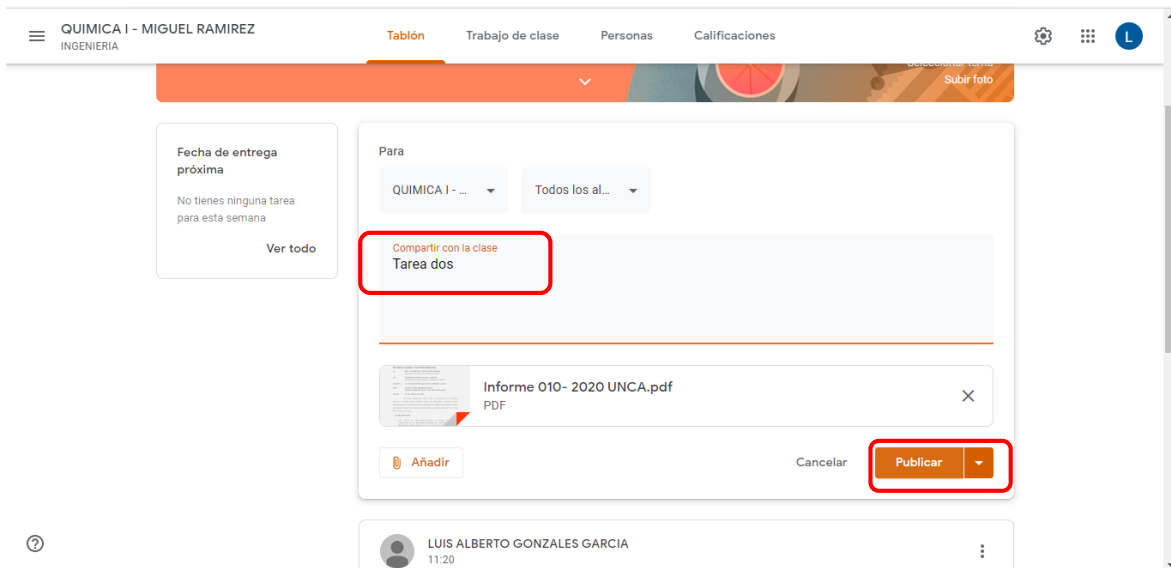 QUIMICA I - MIGUEL RAMIREZ
INGENIERIA
Tablón
Trabajo de clase
Personas
Calificaciones
L
Seleccionar tema
Subir foto
Fecha de entrega
próxima
No tienes ninguna tarea
para esta semana
Ver todo
Para
QUIMICA I - ...
Todos los al...
Compartir con la clase
Tarea dos
Informe 010- 2020 UNCA.pdf
PDF
Añadir
Cancelar
Publicar
LUIS ALBERTO GONZALES GARCIA
11:20